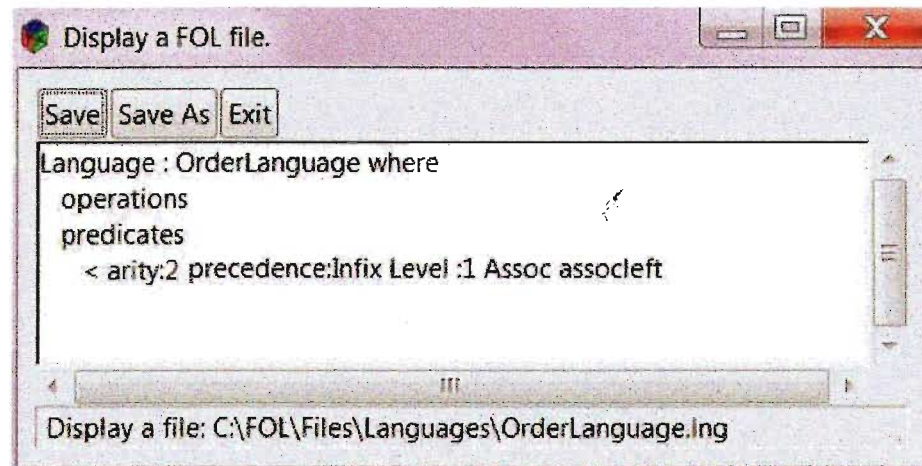 Display a FOL file.
Save Save As Exit
Language : OrderLanguage where
operations
predicates
< arity:2 precedence:Infix Level :1 Assoc assocleft
Display a file: C:\FOL\Files\Languages\OrderLanguage.lng